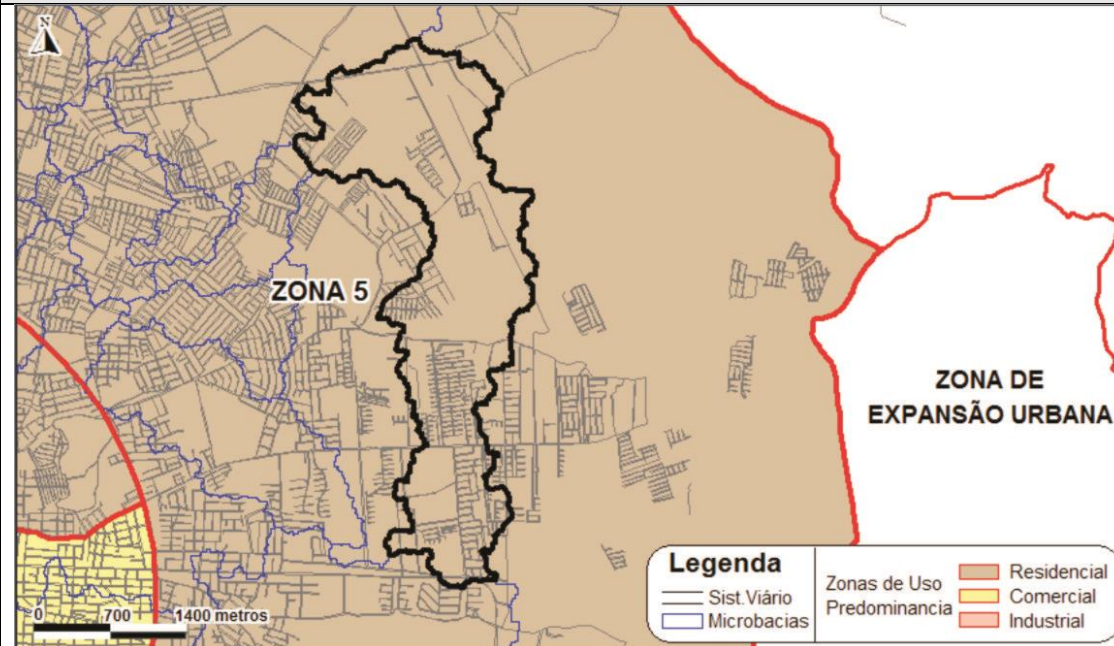 N
ZONA 5
ZONA DE
EXPANSÃO URBANA
0 700 1400 metros
Legenda
Sist.Viário
Microbacias
Zonas de Uso
Predominancia
Residencial
Comercial
Industrial